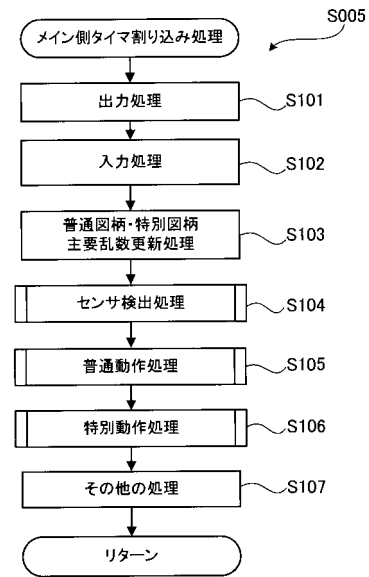 S005
メイン側タイマ割り込み処理
出力処理
S101
入力処理
S102
普通図柄・特別図柄
主要乱数更新処理
S103
センサ検出処理
S104
普通動作処理
S105
特別動作処理
S106
その他の処理
S107
リターン